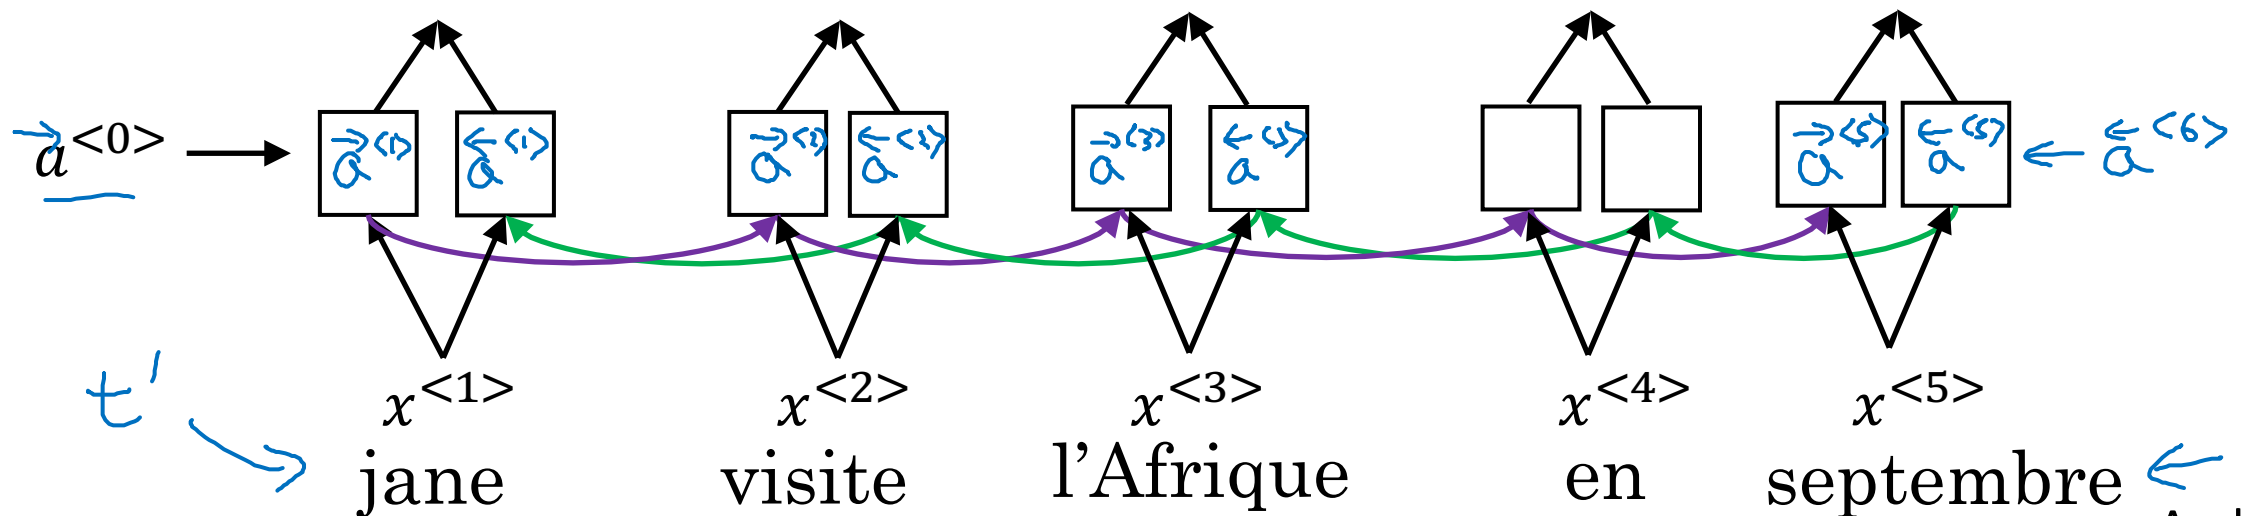 →a<0> →a<1> ←a<1> →a<2> ←a<2> →a<3> ←a<3> →a<5> ←a<5> ←a<6>
t' x<1> x<2> x<3> x<4> x<5>
jane visite l’Afrique en septembre